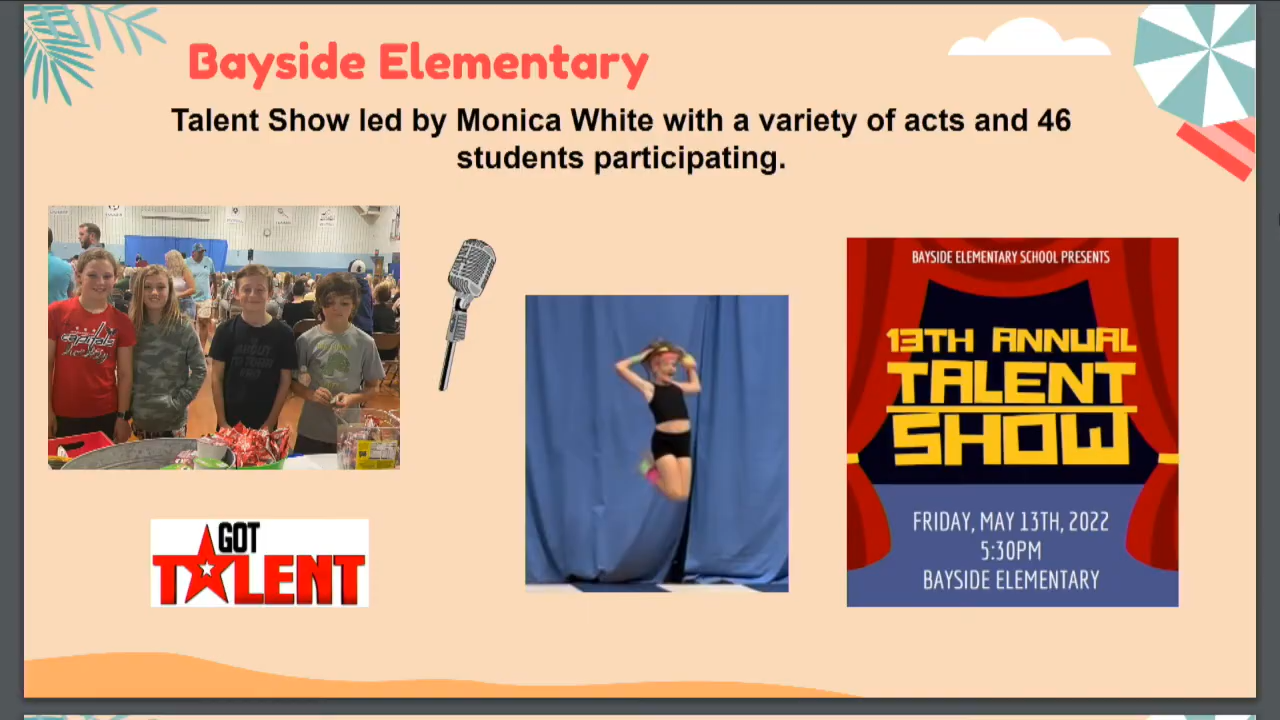 Bayside Elementary
Talent Show led by Monica White with a variety of acts and 46
students participating.
capitals
GOT
TALENT
BAYSIDE ELEMENTARY SCHOOL PRESENTS
13TH ANNUAL
TALENT
SHOW
FRIDAY, MAY 13TH, 2022
5:30PM
BAYSIDE ELEMENTARY